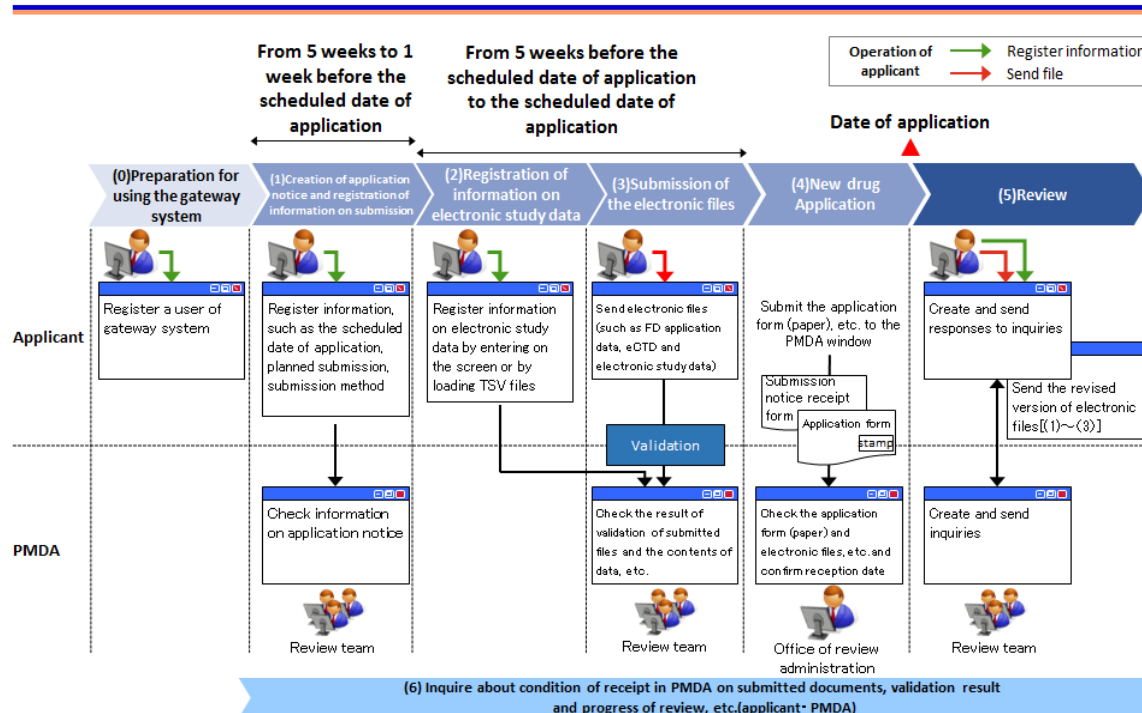 From 5 weeks to 1
week before the
scheduled date of
application
From 5 weeks before the
scheduled date of application
to the scheduled date of
application
Operation of
applicant
Register information
Send file
Date of application
(0)Preparation for
using the gateway
system
(1)Creation of application
notice and registration of
information on submission
(2)Registration of
information on
electronic study data
(3)Submission of
the electronic files
(4)New drug
Application
(5)Review
Applicant
Register a user of
gateway system
Register information,
such as the scheduled
date of application,
planned submission,
submission method
Register information
on electronic study
data by entering on
the screen or by
loading TSV files
Send electronic files
(such as FD application
data, eCTD and
electronic study data)
Submit the application
form (paper), etc. to the
PMDA window
Submission
notice receipt
form
Application form
stamp
Create and send
responses to inquiries
Send the revised
version of electronic
files[(1)～(3)]
Validation
PMDA
Check information
on application notice
Check the result of
validation of submitted
files and the contents of
data, etc.
Check the application
form (paper) and
electronic files, etc. and
confirm reception date
Create and send
inquiries
Review team
Review team
Office of review
administration
Review team
(6) Inquire about condition of receipt in PMDA on submitted documents, validation result
and progress of review, etc.(applicant・PMDA)